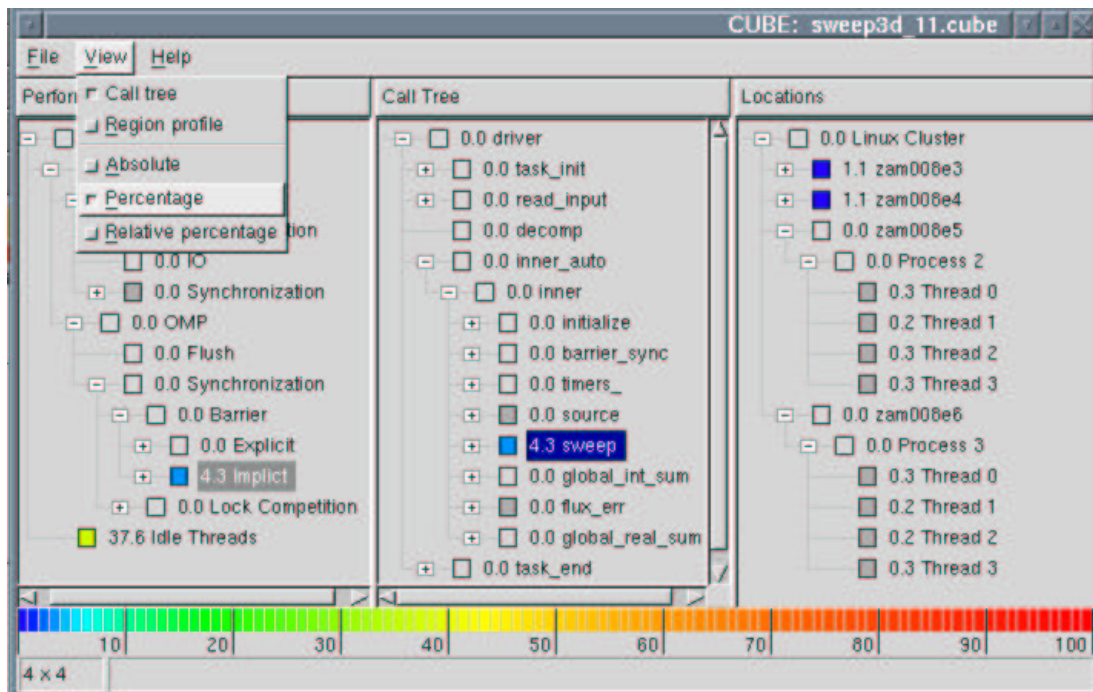 CUBE: sweep3d_11.cube
File View Help
Perfor
Call tree
Region profile
Absolute
Percentage
Relative percentage
tion
0.0 IO
0.0 Synchronization
0.0 OMP
0.0 Flush
0.0 Synchronization
0.0 Barrier
0.0 Explicit
4.3 Implict
0.0 Lock Competition
37.6 Idle Threads
Call Tree
0.0 driver
0.0 task_init
0.0 read_input
0.0 decomp
0.0 inner_auto
0.0 inner
0.0 initialize
0.0 barrier_sync
0.0 timers_
0.0 source
4.3 sweep
0.0 global_int_sum
0.0 flux_err
0.0 global_real_sum
0.0 task_end
Locations
0.0 Linux Cluster
1.1 zam008e3
1.1 zam008e4
0.0 zam008e5
0.0 Process 2
0.3 Thread 0
0.2 Thread 1
0.3 Thread 2
0.3 Thread 3
0.0 zam008e6
0.0 Process 3
0.3 Thread 0
0.2 Thread 1
0.2 Thread 2
0.3 Thread 3
10 20 30 40 50 60 70 80 90 100
4 x 4